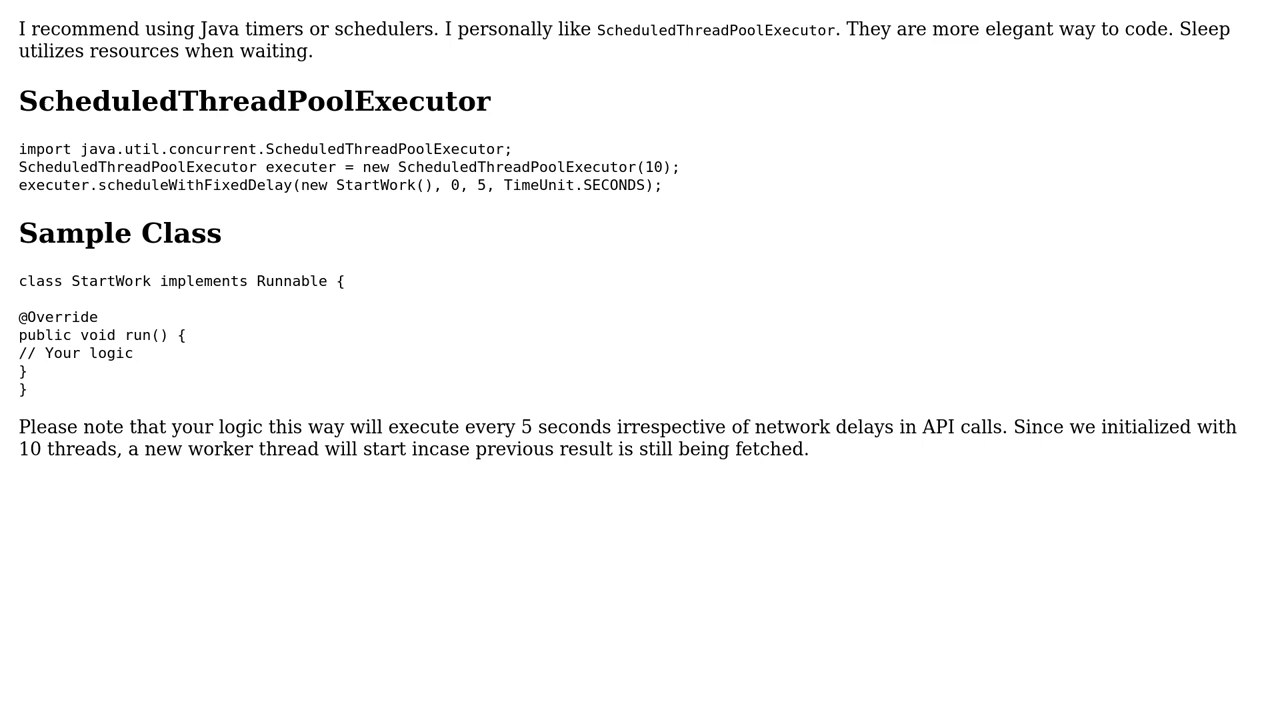 I recommend using Java timers or schedulers. I personally like ScheduledThreadPoolExecutor. They are more elegant way to code. Sleep
utilizes resources when waiting.
ScheduledThreadPoolExecutor
import java.util.concurrent.ScheduledThreadPoolExecutor;
ScheduledThreadPoolExecutor executer = new ScheduledThreadPoolExecutor(10);
executer.scheduleWithFixedDelay(new StartWork(), 0, 5, TimeUnit.SECONDS);
Sample Class
class StartWork implements Runnable {
@Override
public void run() {
// Your logic
}
}
Please note that your logic this way will execute every 5 seconds irrespective of network delays in API calls. Since we initialized with
10 threads, a new worker thread will start incase previous result is still being fetched.